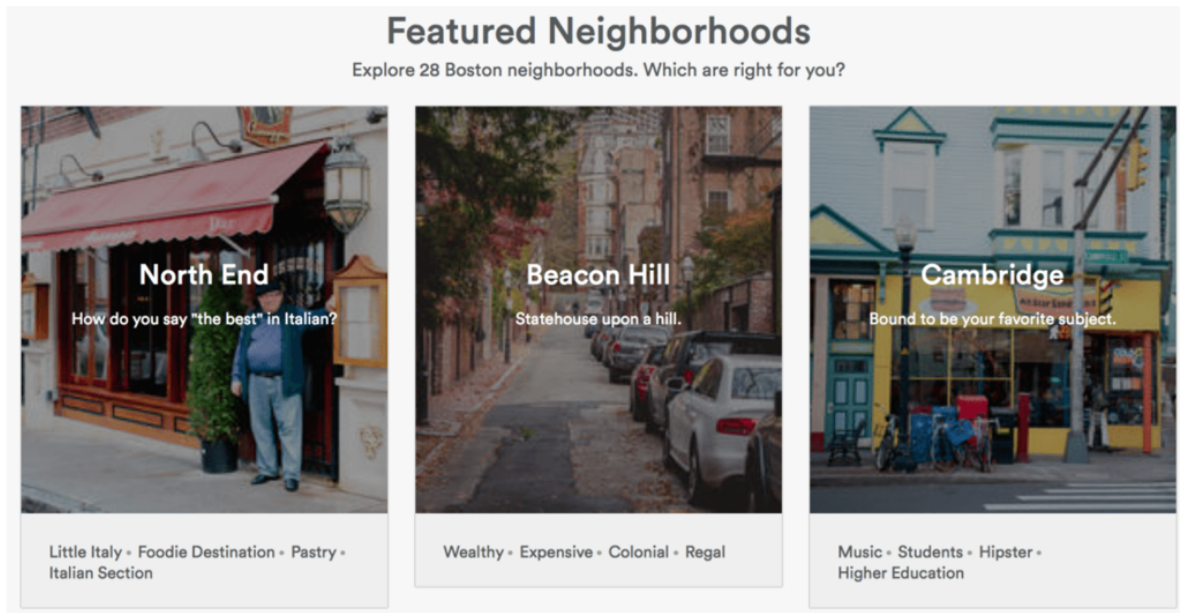 Featured Neighborhoods
Explore 28 Boston neighborhoods. Which are right for you?
North End
How do you say "the best" in Italian?
Little Italy • Foodie Destination • Pastry •
Italian Section
Beacon Hill
Statehouse upon a hill.
Wealthy • Expensive • Colonial • Regal
Cambridge
Bound to be your favorite subject.
Music • Students • Hipster •
Higher Education